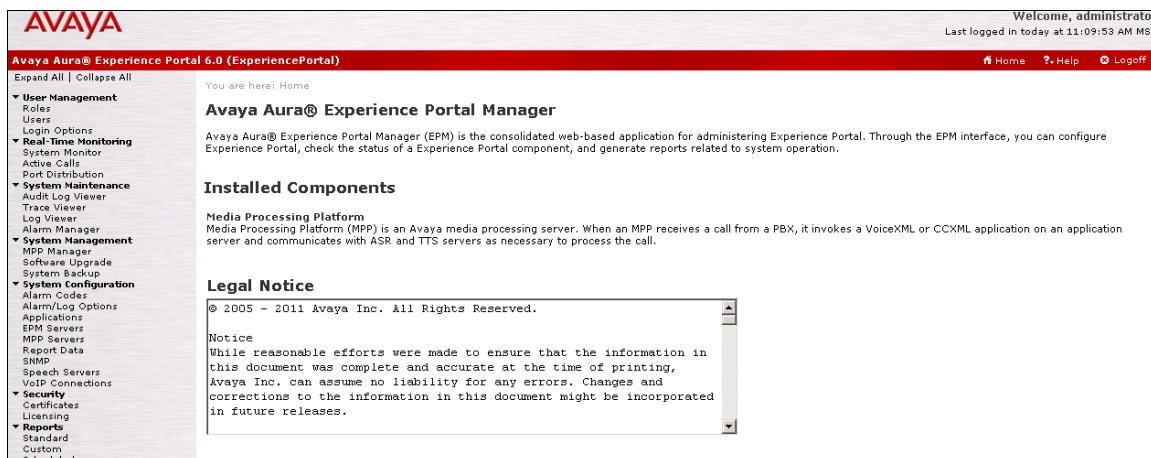 AVAYA
Welcome, administrato
Last logged in today at 11:09:53 AM MS
Avaya Aura® Experience Portal 6.0 (ExperiencePortal)
Home ?. Help Logoff
Expand All | Collapse All
User Management
Roles
Users
Login Options
Real-Time Monitoring
System Monitor
Active Calls
Port Distribution
System Maintenance
Audit Log Viewer
Trace Viewer
Log Viewer
Alarm Manager
System Management
MPP Manager
Software Upgrade
System Backup
System Configuration
Alarm Codes
Alarm/Log Options
Applications
EPM Servers
MPP Servers
Report Data
SNMP
Speech Servers
VoIP Connections
Security
Certificates
Licensing
Reports
Standard
Custom
You are here: Home
Avaya Aura® Experience Portal Manager
Avaya Aura® Experience Portal Manager (EPM) is the consolidated web-based application for administering Experience Portal. Through the EPM interface, you can configure
Experience Portal, check the status of a Experience Portal component, and generate reports related to system operation.
Installed Components
Media Processing Platform
Media Processing Platform (MPP) is an Avaya media processing server. When an MPP receives a call from a PBX, it invokes a VoiceXML or CCXML application on an application
server and communicates with ASR and TTS servers as necessary to process the call.
Legal Notice
© 2005 - 2011 Avaya Inc. All Rights Reserved.
Notice
While reasonable efforts were made to ensure that the information in
this document was complete and accurate at the time of printing,
Avaya Inc. can assume no liability for any errors. Changes and
corrections to the information in this document might be incorporated
in future releases.